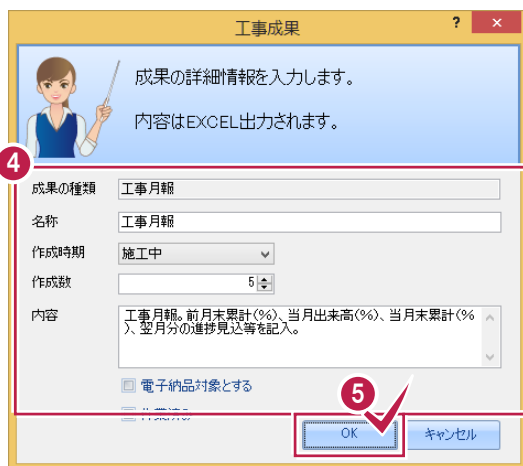 工事成果
?
×
成果の詳細情報を入力します。
内容はEXCEL出力されます。
4
成果の種類 工事月報
名称 工事月報
作成時期 施工中
作成数 5
内容 工事月報。前月末累計(%)、当月出来高(%)、当月末累計(%
)、翌月分の進捗見込等を記入。
電子納品対象とする
5
OK キャンセル